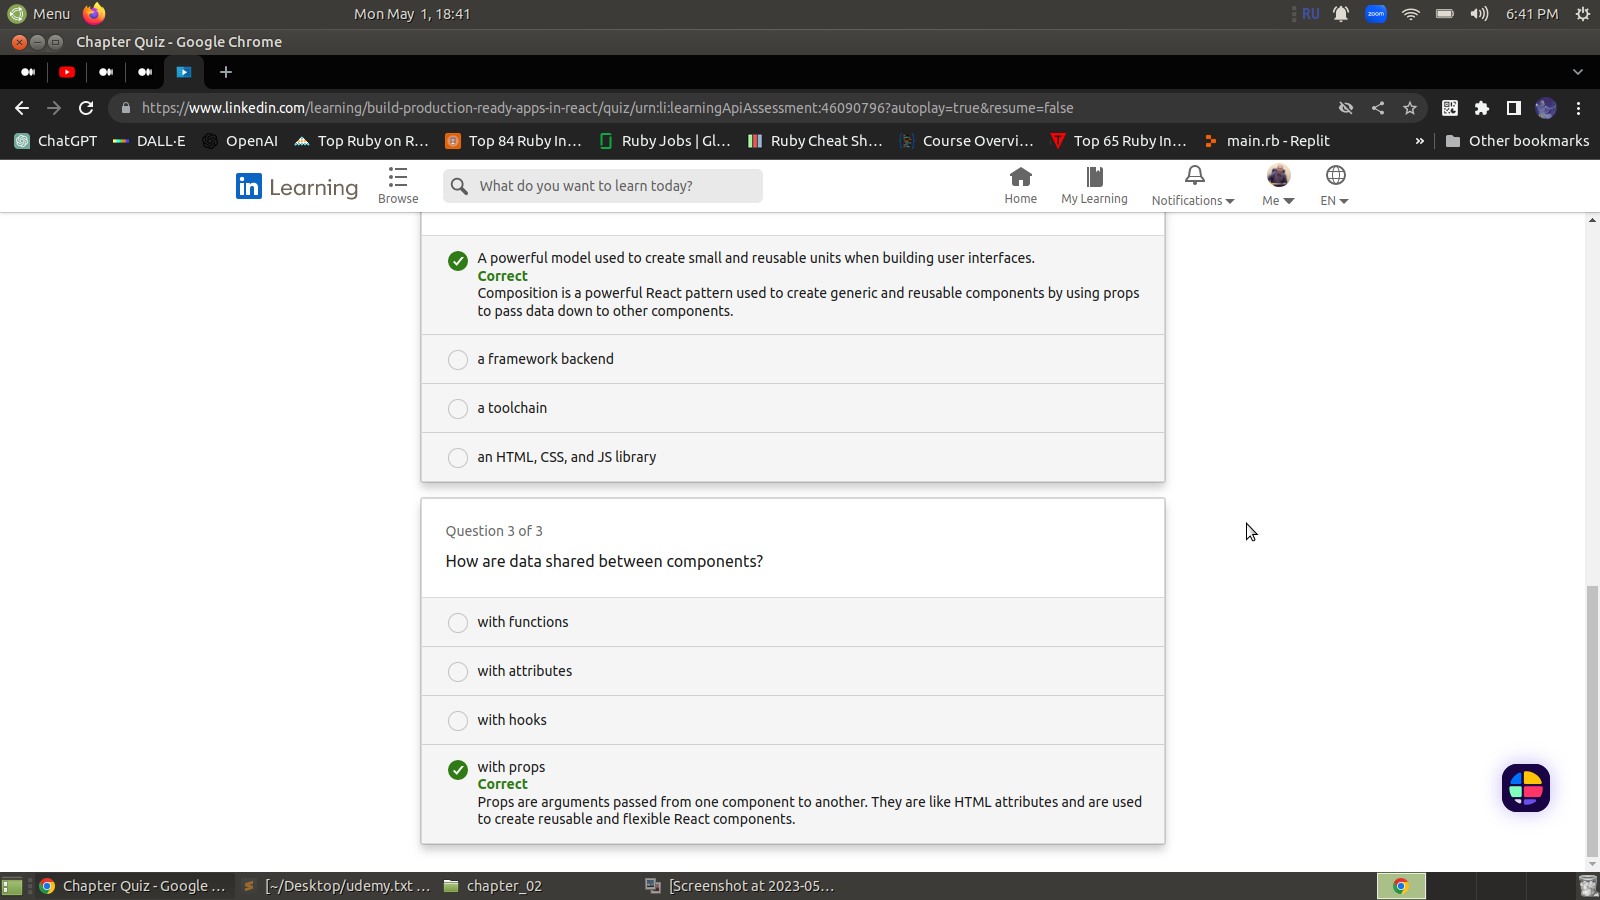 Menu
Mon May 1, 18:41
RU
zoom
6:41 PM
Chapter Quiz - Google Chrome
https://www.linkedin.com/learning/build-production-ready-apps-in-react/quiz/urn:li:learningApiAssessment:46090796?autoplay=true&resume=false
ChatGPT
DALL·E
OpenAI
Top Ruby on R...
Top 84 Ruby In...
Ruby Jobs | Gl...
Ruby Cheat Sh...
Course Overvi...
Top 65 Ruby In...
main.rb - Replit
»
Other bookmarks
in Learning
Browse
What do you want to learn today?
Home
My Learning
Notifications
Me
EN
A powerful model used to create small and reusable units when building user interfaces.
Correct
Composition is a powerful React pattern used to create generic and reusable components by using props
to pass data down to other components.
a framework backend
a toolchain
an HTML, CSS, and JS library
Question 3 of 3
How are data shared between components?
with functions
with attributes
with hooks
with props
Correct
Props are arguments passed from one component to another. They are like HTML attributes and are used
to create reusable and flexible React components.
Chapter Quiz - Google ...
[~/Desktop/udemy.txt ...
chapter_02
[Screenshot at 2023-05...